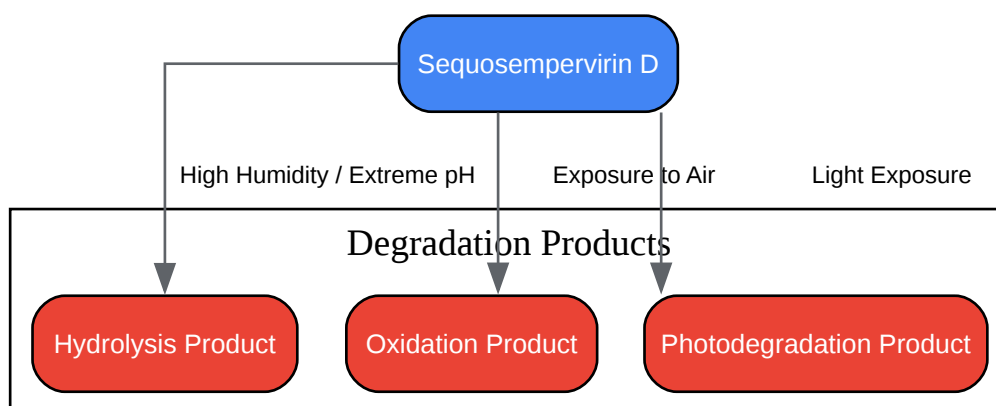 Sequosempervirin D
High Humidity / Extreme pH
Exposure to Air
Light Exposure
Degradation Products
Hydrolysis Product
Oxidation Product
Photodegradation Product